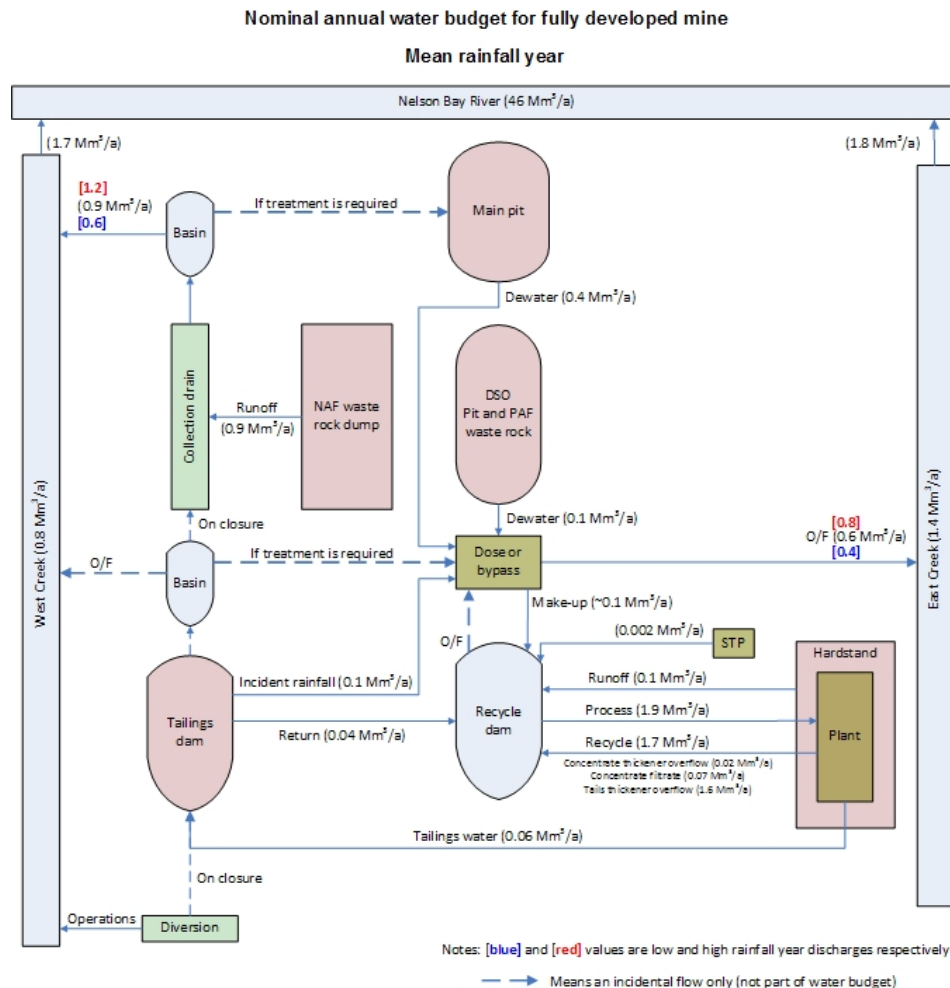 Nominal annual water budget for fully developed mine
Mean rainfall year
Nelson Bay River (46 Mm³/a)
(1.7 Mm³/a)
(1.8 Mm³/a)
[1.2]
(0.9 Mm³/a)
[0.6]
Basin
If treatment is required
Main pit
Dewater (0.4 Mm³/a)
Collection drain
Runoff
(0.9 Mm³/a)
NAF waste
rock dump
DSO
Pit and PAF
waste rock
Dewater (0.1 Mm³/a)
On closure
West Creek (0.8 Mm³/a)
East Creek (1.4 Mm³/a)
O/F
Basin
If treatment is required
Dose or
bypass
[0.8]
O/F (0.6 Mm³/a)
[0.4]
Make-up (~0.1 Mm³/a)
O/F
(0.002 Mm³/a)
STP
Hardstand
Tailings
dam
Incident rainfall (0.1 Mm³/a)
Return (0.04 Mm³/a)
Recycle
dam
Runoff (0.1 Mm³/a)
Process (1.9 Mm³/a)
Recycle (1.7 Mm³/a)
Concentrate thickener overflow (0.02 Mm³/a)
Concentrate filtrate (0.07 Mm³/a)
Tails thickener overflow (1.6 Mm³/a)
Plant
Tailings water (0.06 Mm³/a)
On closure
Operations
Diversion
Notes: [blue] and [red] values are low and high rainfall year discharges respectively
Means an incidental flow only (not part of water budget)